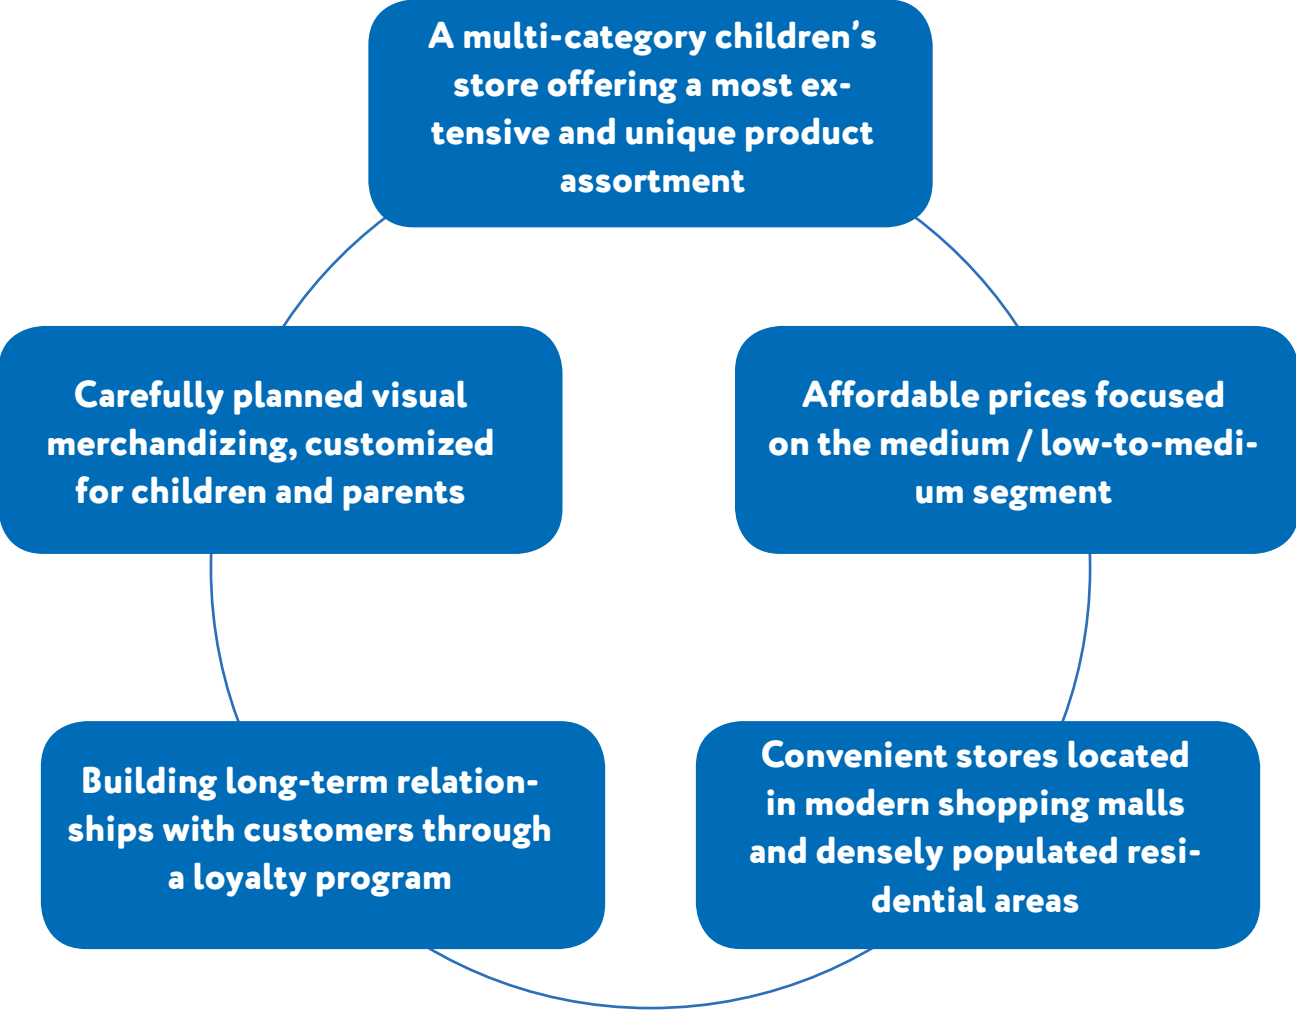 A multi-category children’s
store offering a most ex-
tensive and unique product
assortment
Carefully planned visual
merchandizing, customized
for children and parents
Affordable prices focused
on the medium / low-to-medi-
um segment
Building long-term relation-
ships with customers through
a loyalty program
Convenient stores located
in modern shopping malls
and densely populated resi-
dential areas